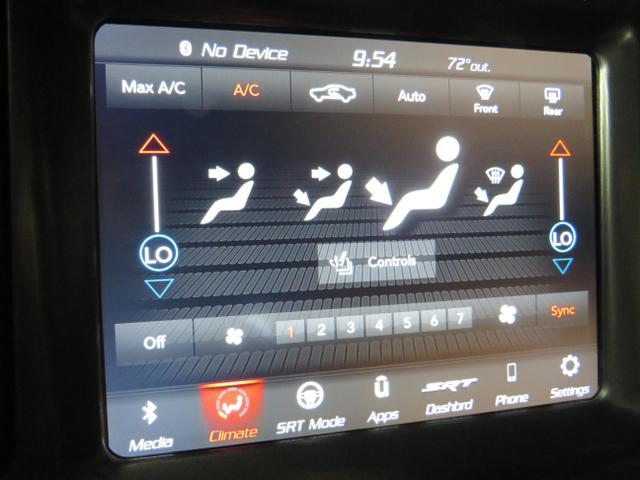 No Device 9:54 72° out.
Max A/C A/C Auto Front Rear
LO LO
Controls
Off 1 2 3 4 5 6 7 Sync
Media Climate SRT Mode Apps SRT Dashbrd Phone Settings